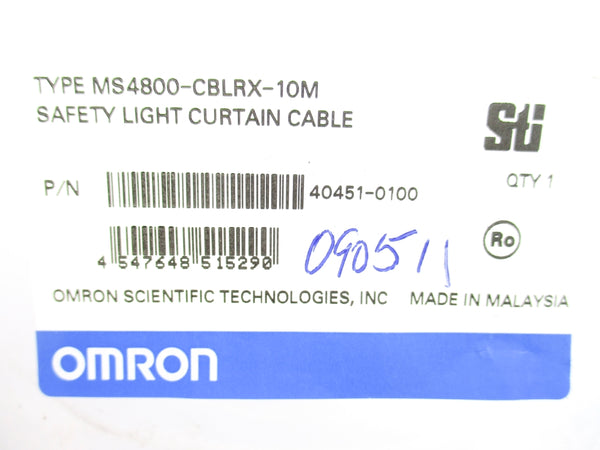 TYPE MS4800-CBLRX-10M
SAFETY LIGHT CURTAIN CABLE
Sti
P/N 40451-0100 QTY 1
4 547648 515290 090511 Ro
OMRON SCIENTIFIC TECHNOLOGIES, INC MADE IN MALAYSIA
OMRON